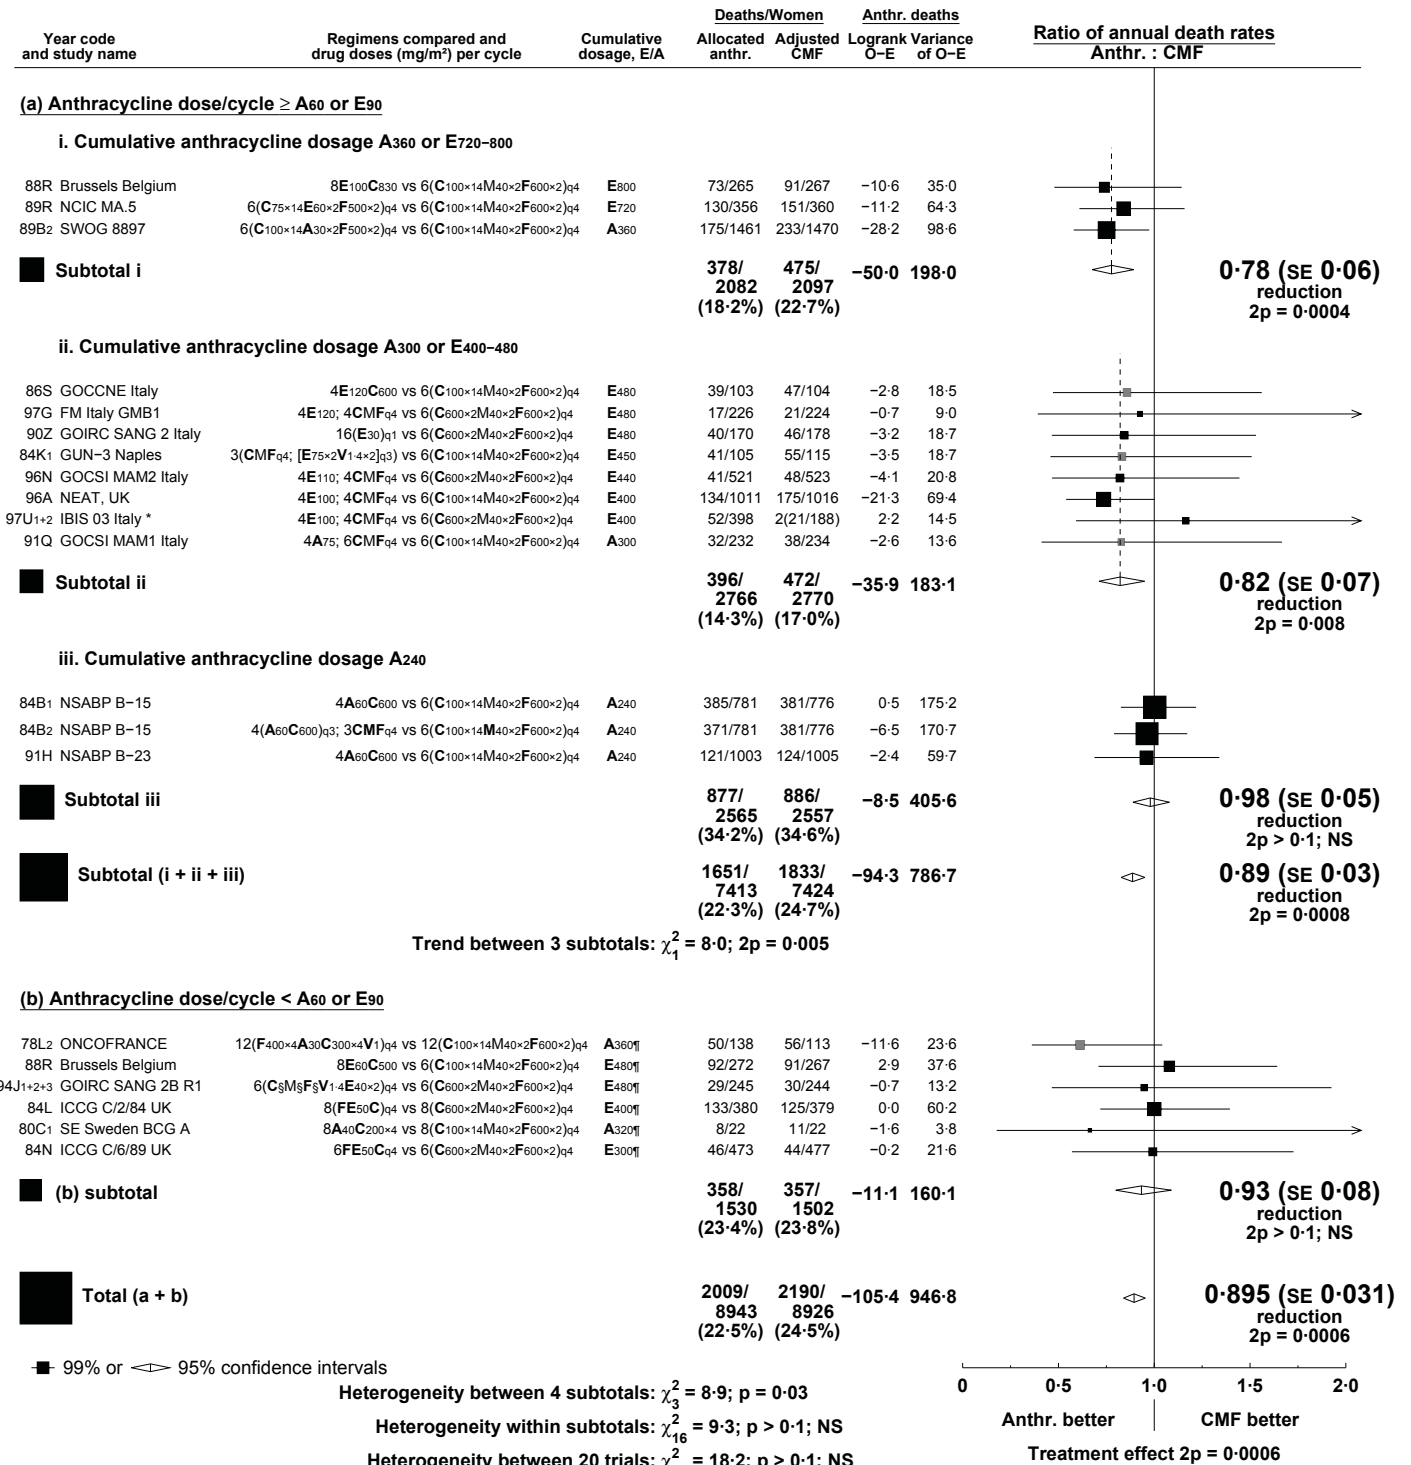 Deaths/Women Anthr. deaths
Year code Regimens compared and Cumulative Allocated Adjusted Logrank Variance Ratio of annual death rates
and study name drug doses (mg/m²) per cycle dosage, E/A anthr. CMF O−E of O−E Anthr. : CMF
(a) Anthracycline dose/cycle ≥ A60 or E90
i. Cumulative anthracycline dosage A360 or E720−800
88R Brussels Belgium 8E100C830 vs 6(C100×14M40×2F600×2)q4 E800 73/265 91/267 −10·6 35·0
89R NCIC MA.5 6(C75×14E60×2F500×2)q4 vs 6(C100×14M40×2F600×2)q4 E720 130/356 151/360 −11·2 64·3
89B2 SWOG 8897 6(C100×14A30×2F500×2)q4 vs 6(C100×14M40×2F600×2)q4 A360 175/1461 233/1470 −28·2 98·6
Subtotal i 378/ 475/ −50·0 198·0 0·78 (SE 0·06)
2082 2097 reduction
(18·2%) (22·7%) 2p = 0·0004
ii. Cumulative anthracycline dosage A300 or E400−480
86S GOCCNE Italy 4E120C600 vs 6(C100×14M40×2F600×2)q4 E480 39/103 47/104 −2·8 18·5
97G FM Italy GMB1 4E120; 4CMFq4 vs 6(C600×2M40×2F600×2)q4 E480 17/226 21/224 −0·7 9·0
90Z GOIRC SANG 2 Italy 16(E30)q1 vs 6(C600×2M40×2F600×2)q4 E480 40/170 46/178 −3·2 18·7
84K1 GUN−3 Naples 3(CMFq4; [E75×2V1·4×2]q3) vs 6(C600×2M40×2F600×2)q4 E450 41/105 55/115 −3·5 18·7
96N GOCSI MAM2 Italy 4E110; 4CMFq4 vs 6(C600×2M40×2F600×2)q4 E440 41/521 48/523 −4·1 20·8
96A NEAT, UK 4E100; 4CMFq4 vs 6(C100×14M40×2F600×2)q4 E400 134/1011 175/1016 −21·3 69·4
97U1+2 IBIS 03 Italy * 4E100; 4CMFq4 vs 6(C600×2M40×2F600×2)q4 E400 52/398 2(21/188) 2·2 14·5
91Q GOCSI MAM1 Italy 4A75; 6CMFq4 vs 6(C100×14M40×2F600×2)q4 A300 32/232 38/234 −2·6 13·6
Subtotal ii 396/ 472/ −35·9 183·1 0·82 (SE 0·07)
2766 2770 reduction
(14·3%) (17·0%) 2p = 0·008
iii. Cumulative anthracycline dosage A240
84B1 NSABP B−15 4A60C600 vs 6(C100×14M40×2F600×2)q4 A240 385/781 381/776 0·5 175·2
84B2 NSABP B−15 4(A60C600)q3; 3CMFq4 vs 6(C100×14M40×2F600×2)q4 A240 371/781 381/776 −6·5 170·7
91H NSABP B−23 4A60C600 vs 6(C100×14M40×2F600×2)q4 A240 121/1003 124/1005 −2·4 59·7
Subtotal iii 877/ 886/ −8·5 405·6 0·98 (SE 0·05)
2565 2557 reduction
(34·2%) (34·6%) 2p > 0·1; NS
Subtotal (i + ii + iii) 1651/ 1833/ −94·3 786·7 0·89 (SE 0·03)
7413 7424 reduction
(22·3%) (24·7%) 2p = 0·0008
Trend between 3 subtotals: χ²₁ = 8·0; 2p = 0·005
(b) Anthracycline dose/cycle < A60 or E90
78L2 ONCOFRANCE 12(F400×4A30C300×4V1)q4 vs 12(C100×14M40×2F600×2)q4 A360¶ 50/138 56/113 −11·6 23·6
88R Brussels Belgium 8E60C500 vs 6(C100×14M40×2F600×2)q4 E480¶ 92/272 91/267 2·9 37·6
94J1+2+3 GOIRC SANG 2B R1 6(C§M§F§V1·4E40×2)q4 vs 6(C600×2M40×2F600×2)q4 E480¶ 29/245 30/244 −0·7 13·2
84L ICCG C/2/84 UK 8(FE50C)q4 vs 8(C600×2M40×2F600×2)q4 E400¶ 133/380 125/379 0·0 60·2
80C1 SE Sweden BCG A 8A40C200×4 vs 8(C100×14M40×2F600×2)q4 A320¶ 8/22 11/22 −1·6 3·8
84N ICCG C/6/89 UK 6FE50Cq4 vs 6(C600×2M40×2F600×2)q4 E300¶ 46/473 44/477 −0·2 21·6
(b) subtotal 358/ 357/ −11·1 160·1 0·93 (SE 0·08)
1530 1502 reduction
(23·4%) (23·8%) 2p > 0·1; NS
Total (a + b) 2009/ 2190/ −105·4 946·8 0·895 (SE 0·031)
8943 8926 reduction
(22·5%) (24·5%) 2p = 0·0006
99% or 95% confidence intervals
0 0·5 1·0 1·5 2·0
Heterogeneity between 4 subtotals: χ²₃ = 8·9; p = 0·03
Anthr. better CMF better
Heterogeneity within subtotals: χ²₁₆ = 9·3; p > 0·1; NS
Heterogeneity between 20 trials: χ² = 18·2; p > 0·1; NS
Treatment effect 2p = 0·0006